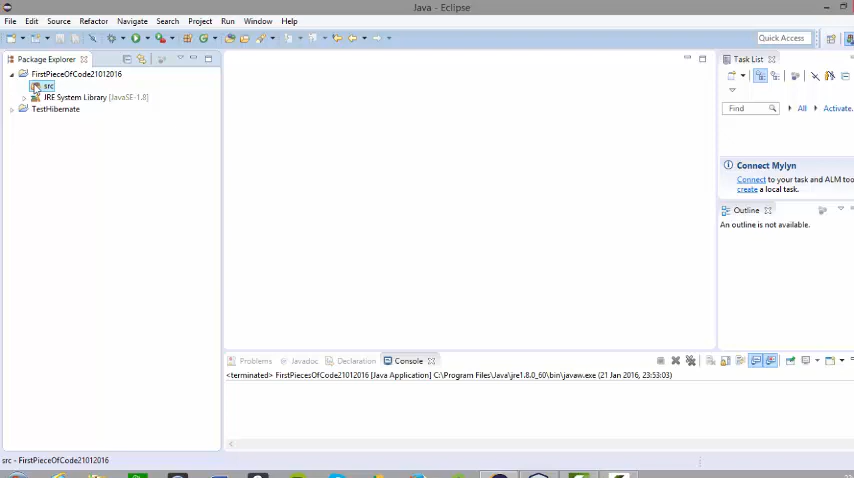 Java - Eclipse
File Edit Source Refactor Navigate Search Project Run Window Help
Quick Access
Package Explorer
FirstPieceOfCode21012016
src
JRE System Library [JavaSE-1.8]
TestHibernate
Task List
Find All Activate.
Connect Mylyn
Connect to your task and ALM too
create a local task.
Outline
An outline is not available.
Problems Javadoc Declaration Console
<terminated> FirstPiecesOfCode21012016 [Java Application] C:\Program Files\Java\jre1.8.0_60\bin\javaw.exe (21 Jan 2016, 23:53:03)
src - FirstPieceOfCode21012016